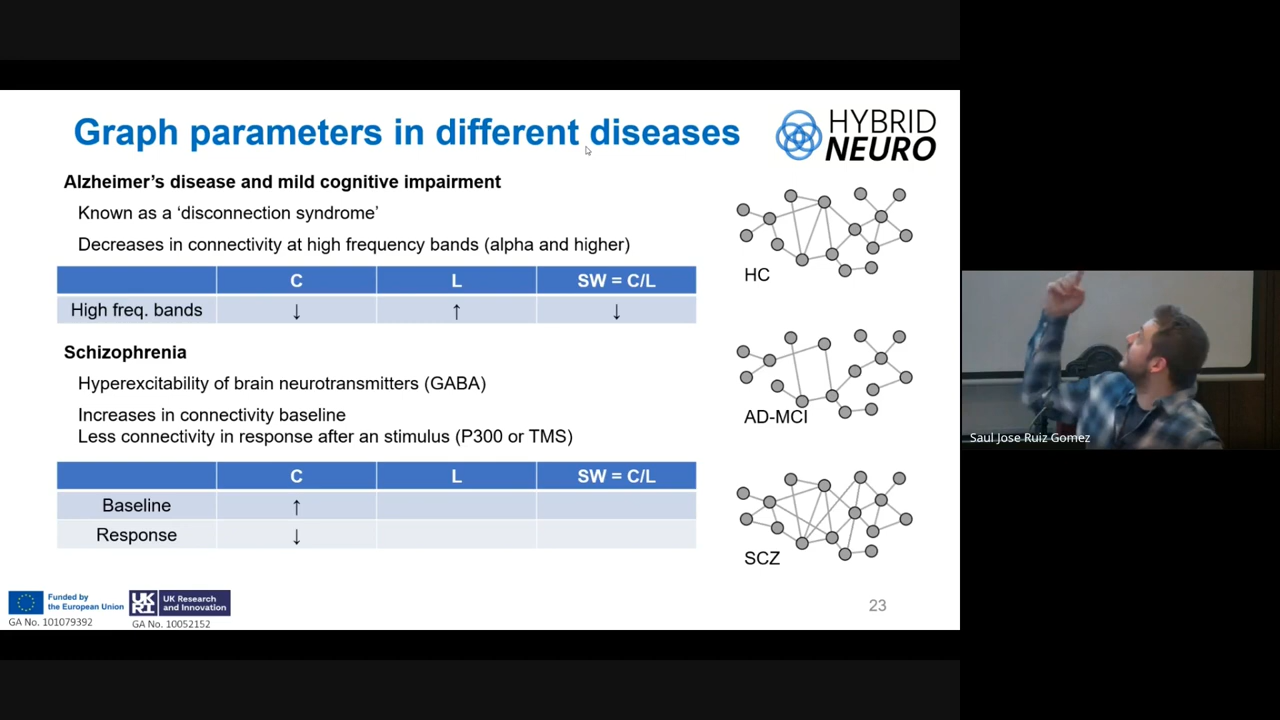 Graph parameters in different diseases
HYBRID
NEURO
Alzheimer's disease and mild cognitive impairment
Known as a 'disconnection syndrome'
Decreases in connectivity at high frequency bands (alpha and higher)
C L SW = C/L
High freq. bands ↓ ↑ ↓
HC
Schizophrenia
Hyperexcitability of brain neurotransmitters (GABA)
Increases in connectivity baseline
Less connectivity in response after an stimulus (P300 or TMS)
AD-MCI
C L SW = C/L
Baseline ↑
Response ↓
SCZ
Funded by
the European Union
GA No. 101079392
UK
RI
UK Research
and Innovation
GA No. 10052152
23
Saul Jose Ruiz Gomez